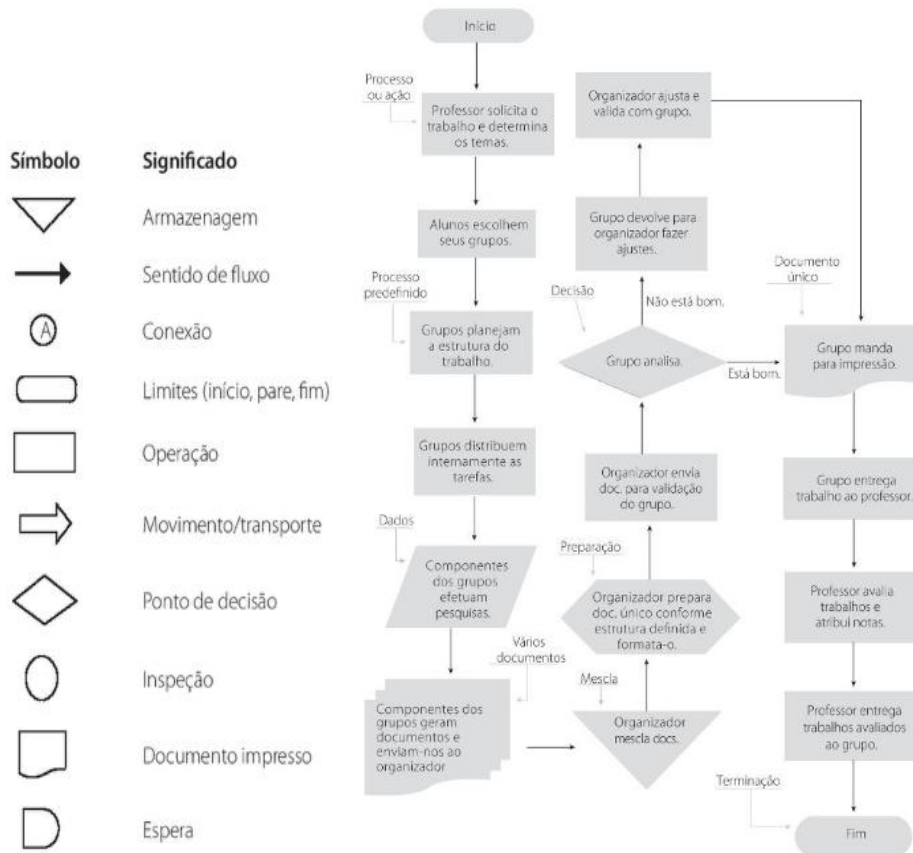 Símbolo Significado
Armazenagem
Sentido de fluxo
A Conexão
Limites (início, pare, fim)
Operação
Movimento/transporte
Ponto de decisão
Inspeção
Documento impresso
Espera
Início
Processo
ou ação
Professor solicita o
trabalho e determina
os temas.
Alunos escolhem
seus grupos.
Processo
predefinido
Grupos planejam
a estrutura do
trabalho.
Grupos distribuem
internamente as
tarefas.
Dados
Componentes
dos grupos
efetuam
pesquisas.
Vários
documentos
Componentes dos
grupos geram
documentos e
enviam-nos ao
organizador
Mescla
Organizador
mescla docs.
Preparação
Organizador prepara
doc. único conforme
estrutura definida e
formata-o.
Organizador envia
doc. para validação
do grupo.
Decisão
Grupo analisa.
Não está bom.
Está bom.
Grupo devolve para
organizador fazer
ajustes.
Organizador ajusta e
valida com grupo.
Documento
único
Grupo manda
para impressão.
Grupo entrega
trabalho ao professor.
Professor avalia
trabalhos e
atribui notas.
Professor entrega
trabalhos avaliados
ao grupo.
Terminação
Fim